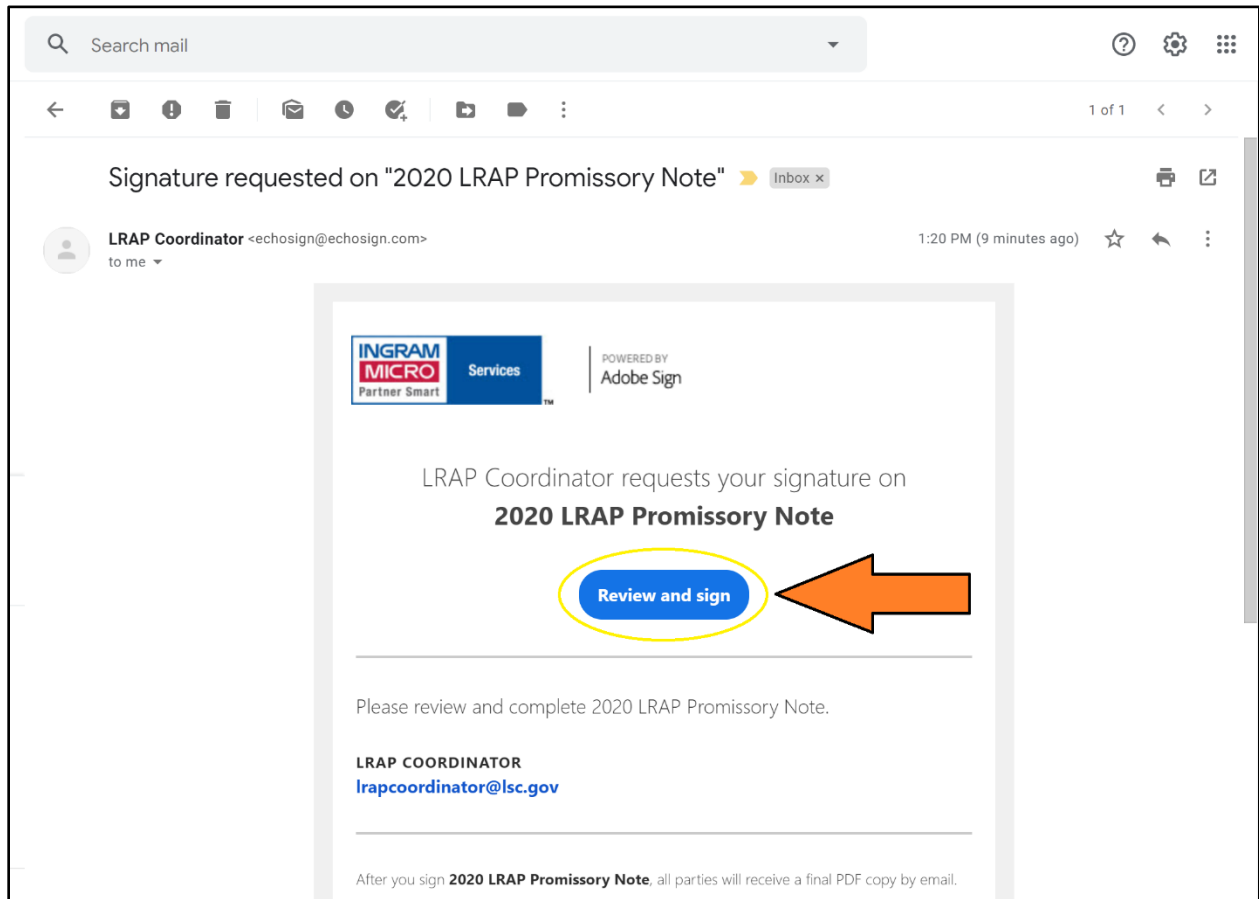 Search mail
1 of 1
Signature requested on "2020 LRAP Promissory Note" Inbox x
LRAP Coordinator <echosign@echosign.com> 1:20 PM (9 minutes ago)
to me
INGRAM
MICRO
Partner Smart
Services
TM
POWERED BY
Adobe Sign
LRAP Coordinator requests your signature on
2020 LRAP Promissory Note
Review and sign
Please review and complete 2020 LRAP Promissory Note.
LRAP COORDINATOR
lrapcoordinator@lsc.gov
After you sign 2020 LRAP Promissory Note, all parties will receive a final PDF copy by email.